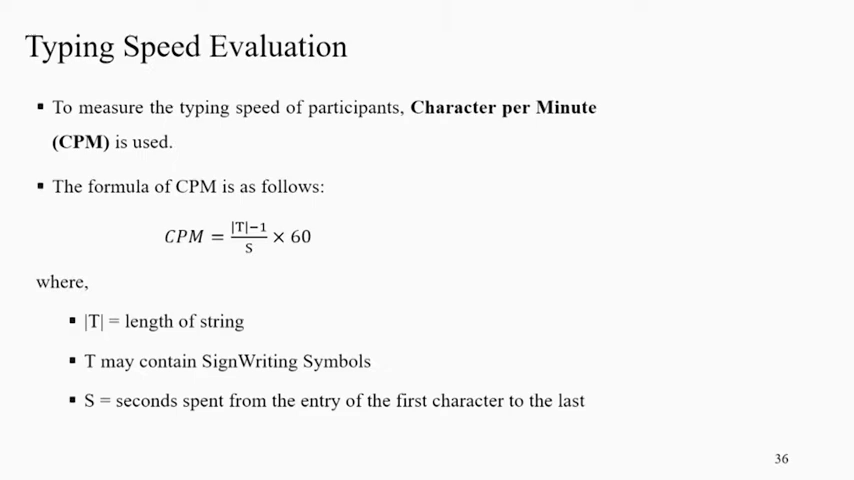 Typing Speed Evaluation
▪ To measure the typing speed of participants, Character per Minute
(CPM) is used.
▪ The formula of CPM is as follows:
CPM = |T|−1/S × 60
where,
▪ |T| = length of string
▪ T may contain SignWriting Symbols
▪ S = seconds spent from the entry of the first character to the last
36